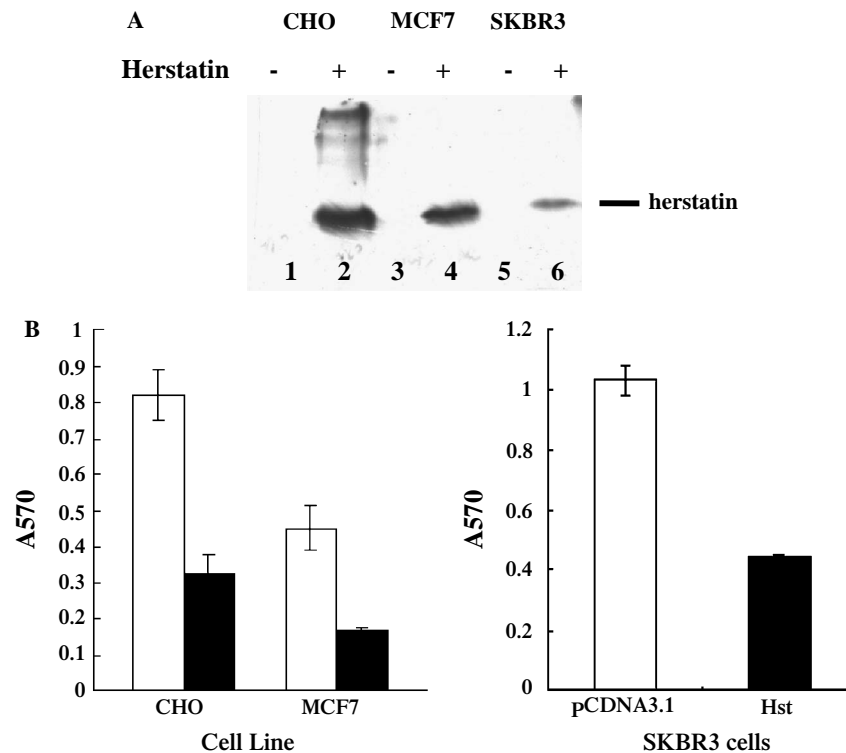 A CHO MCF7 SKBR3
Herstatin - + - + - +
herstatin
1 2 3 4 5 6
B
1
0.9
0.8
0.7
0.6
0.5
0.4
0.3
0.2
0.1
0
A570
CHO MCF7
Cell Line
1.2
1
0.8
0.6
0.4
0.2
0
A570
pCDNA3.1 Hst
SKBR3 cells